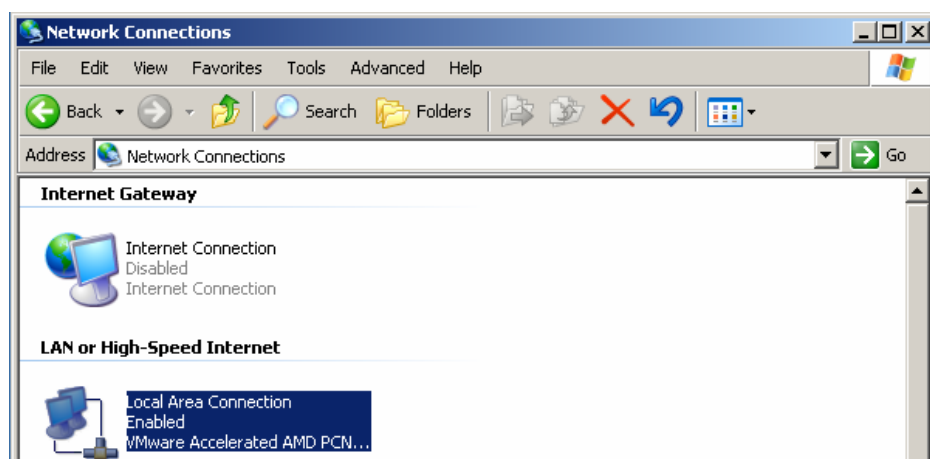 Network Connections
File Edit View Favorites Tools Advanced Help
Back Search Folders
Address Network Connections Go
Internet Gateway
Internet Connection
Disabled
Internet Connection
LAN or High-Speed Internet
Local Area Connection
Enabled
VMware Accelerated AMD PCN...